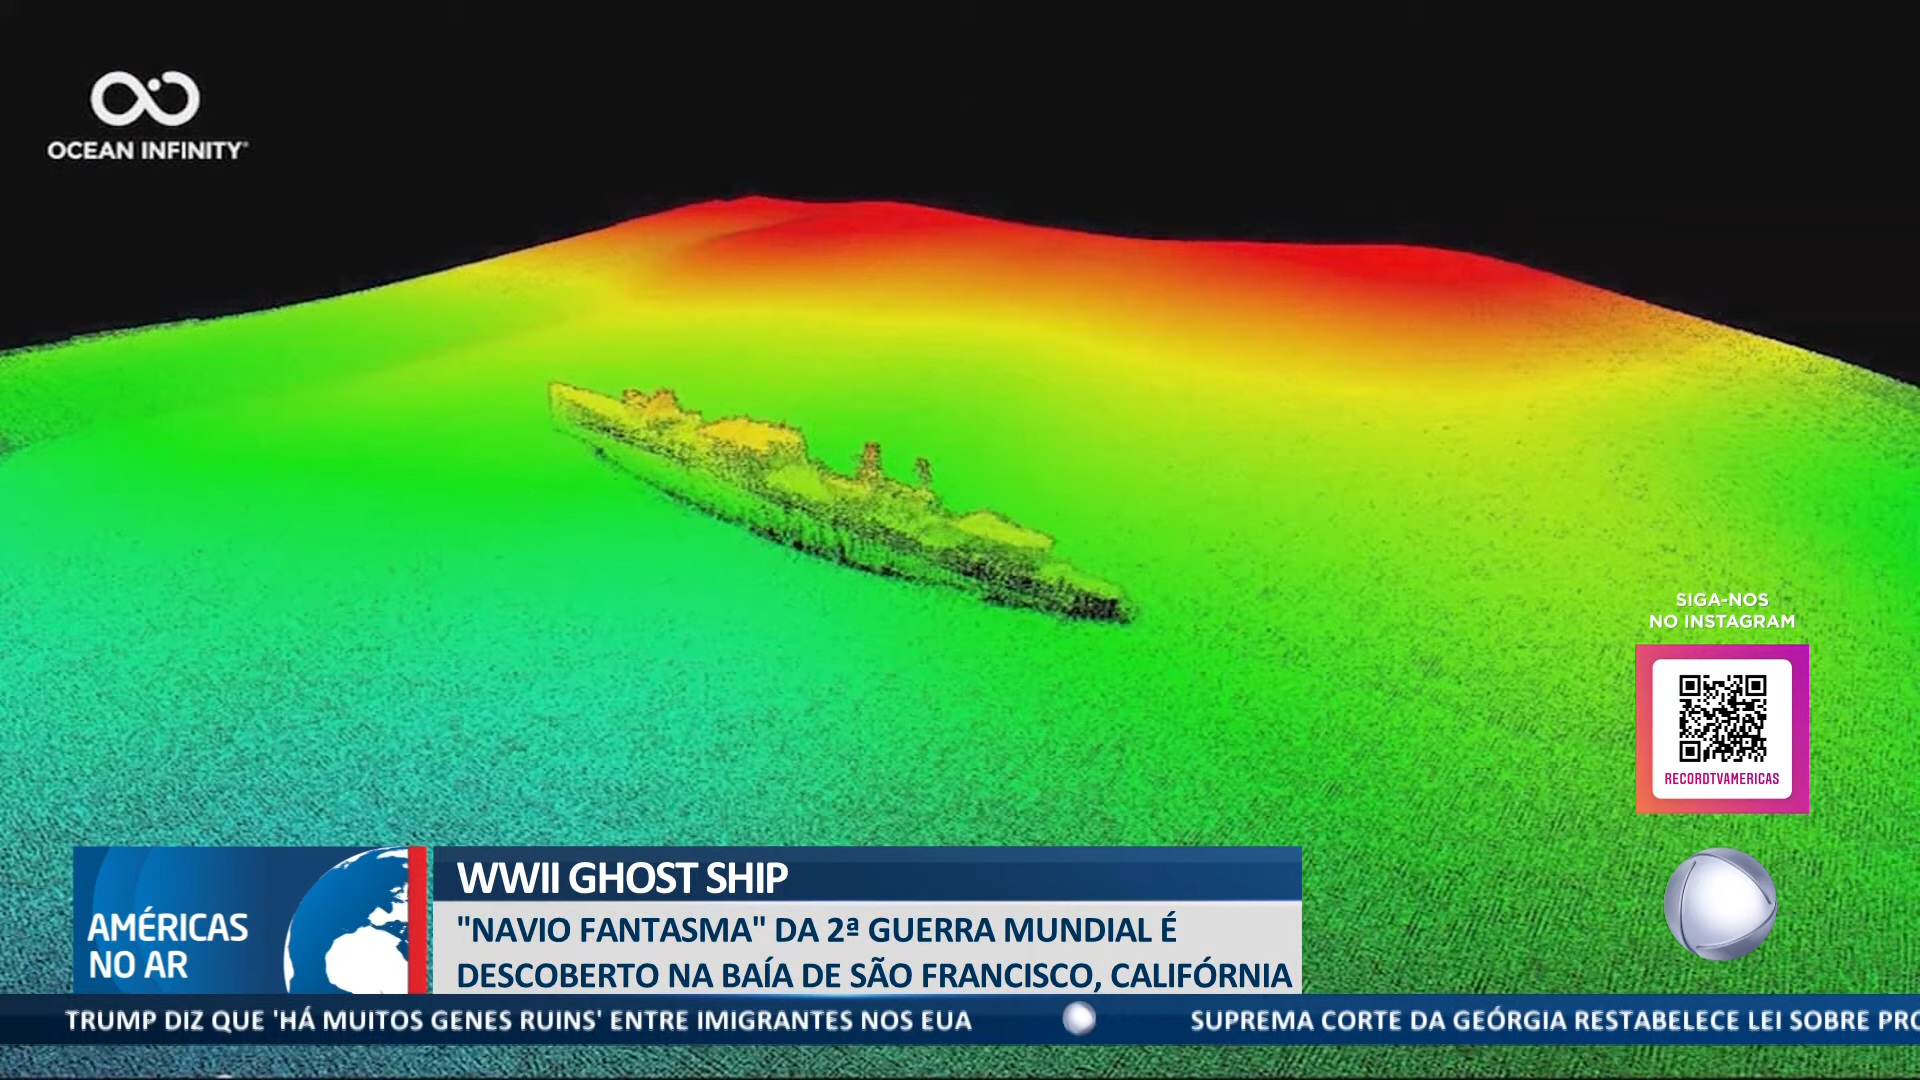 OCEAN INFINITY
SIGA-NOS
NO INSTAGRAM
RECORDTVAMERICAS
WWII GHOST SHIP
"NAVIO FANTASMA" DA 2ª GUERRA MUNDIAL É
DESCOBERTO NA BAÍA DE SÃO FRANCISCO, CALIFÓRNIA
AMÉRICAS
NO AR
TRUMP DIZ QUE 'HÁ MUITOS GENES RUINS' ENTRE IMIGRANTES NOS EUA
SUPREMA CORTE DA GEÓRGIA RESTABELECE LEI SOBRE